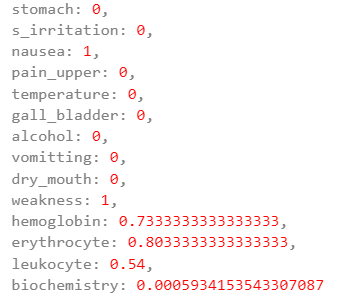 stomach: 0,
s_irritation: 0,
nausea: 1,
pain_upper: 0,
temperature: 0,
gall_bladder: 0,
alcohol: 0,
vomitting: 0,
dry_mouth: 0,
weakness: 1,
hemoglobin: 0.7333333333333333,
erythrocyte: 0.8033333333333333,
leukocyte: 0.54,
biochemistry: 0.0005934153543307087